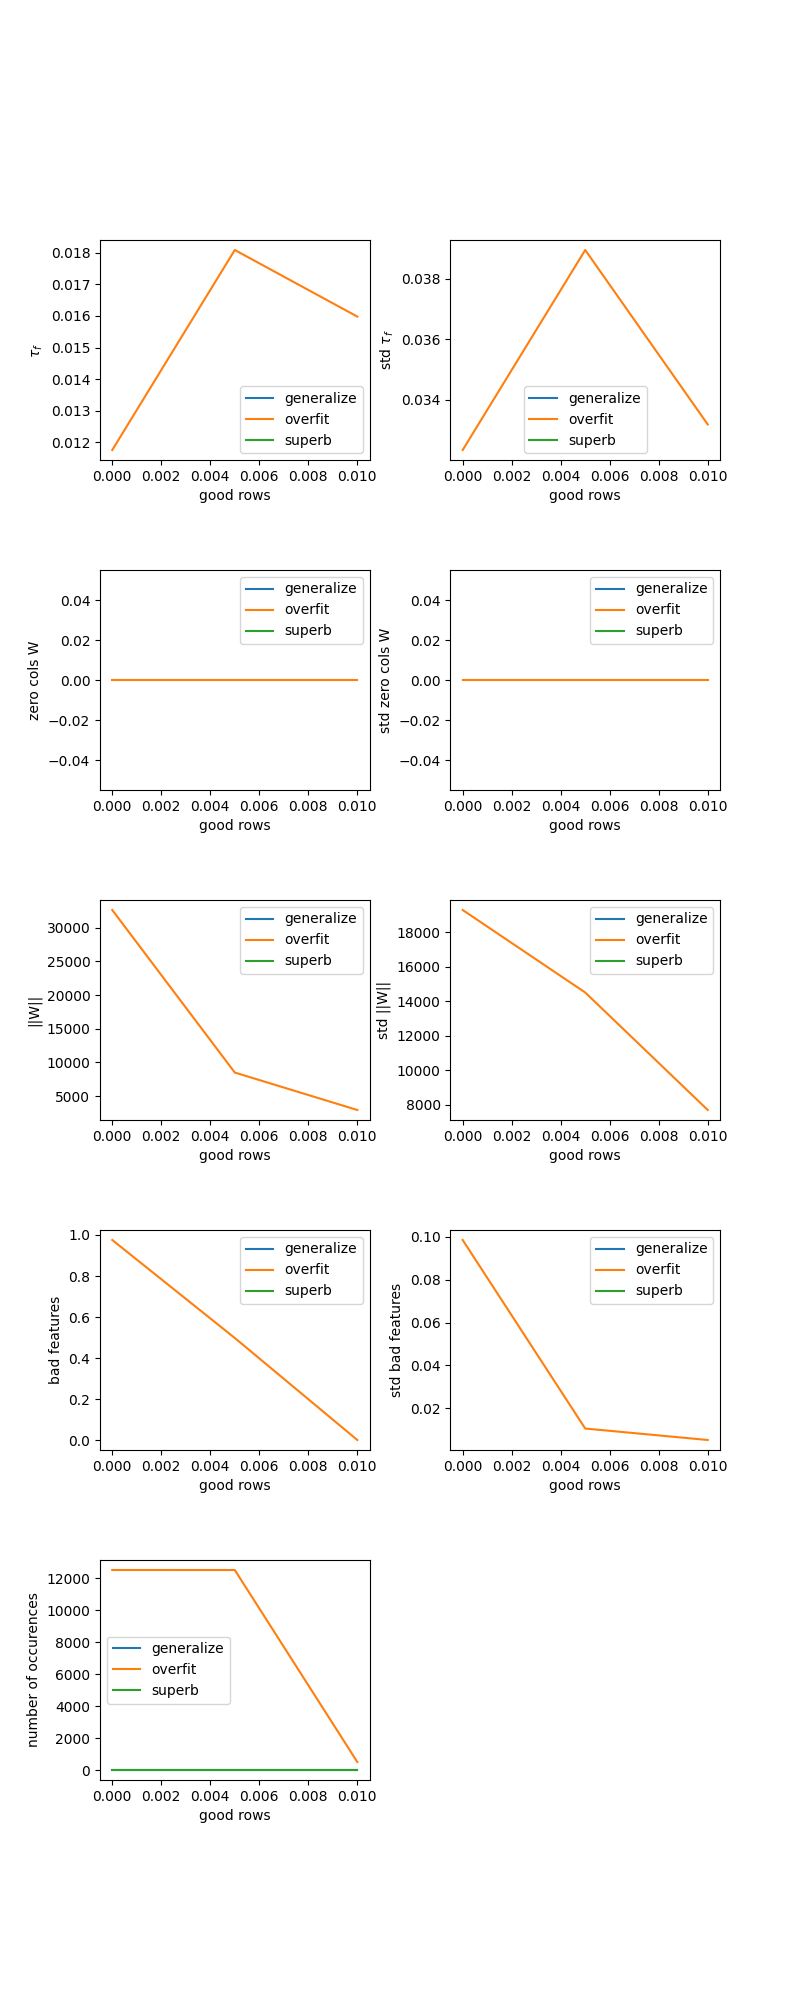 0.018
0.017
0.016
0.015
0.014
0.013
0.012
τf
generalize
overfit
superb
0.000 0.002 0.004 0.006 0.008 0.010
good rows
0.038
0.036
0.034
std τf
generalize
overfit
superb
0.000 0.002 0.004 0.006 0.008 0.010
good rows
0.04
0.02
0.00
−0.02
−0.04
zero cols W
generalize
overfit
superb
0.000 0.002 0.004 0.006 0.008 0.010
good rows
0.04
0.02
0.00
−0.02
−0.04
std zero cols W
generalize
overfit
superb
0.000 0.002 0.004 0.006 0.008 0.010
good rows
30000
25000
20000
15000
10000
5000
||W||
generalize
overfit
superb
0.000 0.002 0.004 0.006 0.008 0.010
good rows
18000
16000
14000
12000
10000
8000
std ||W||
generalize
overfit
superb
0.000 0.002 0.004 0.006 0.008 0.010
good rows
1.0
0.8
0.6
0.4
0.2
0.0
bad features
generalize
overfit
superb
0.000 0.002 0.004 0.006 0.008 0.010
good rows
0.10
0.08
0.06
0.04
0.02
std bad features
generalize
overfit
superb
0.000 0.002 0.004 0.006 0.008 0.010
good rows
12000
10000
8000
6000
4000
2000
0
number of occurences
generalize
overfit
superb
0.000 0.002 0.004 0.006 0.008 0.010
good rows